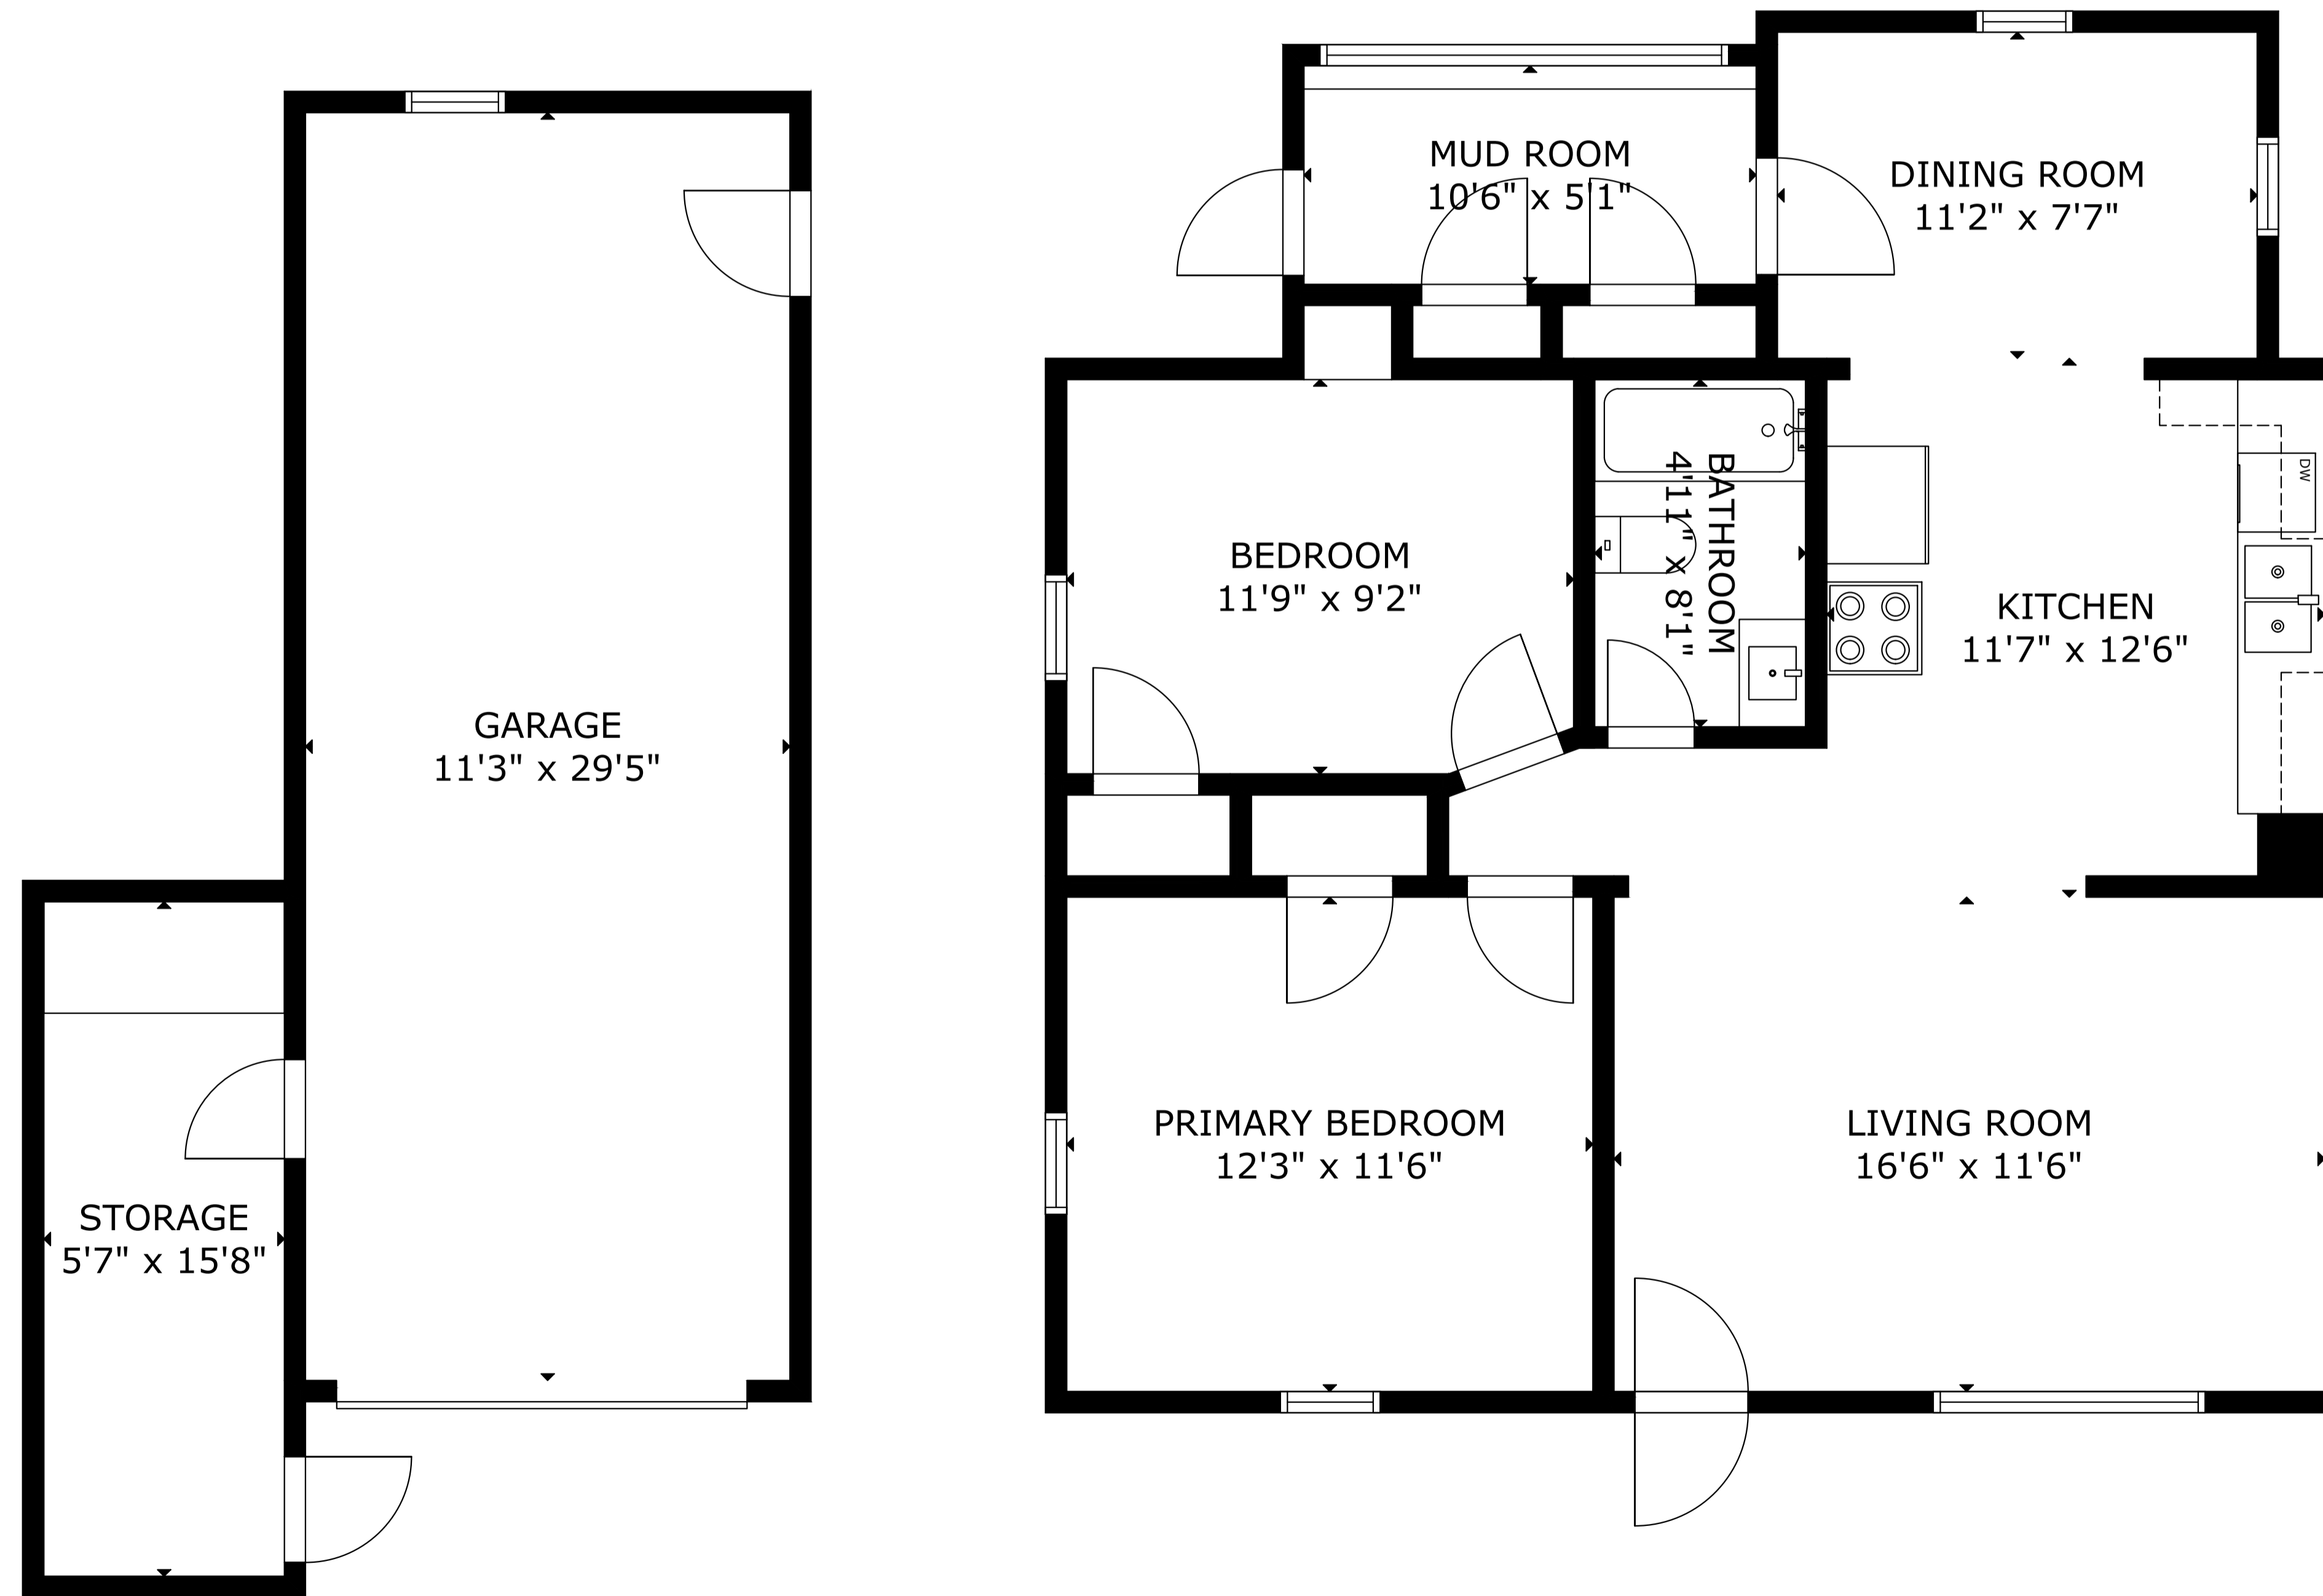 MUD ROOM
10'6" x 5'1"
DINING ROOM
11'2" x 7'7"
BATHROOM
4'11" x 8'1"
DW
BEDROOM
11'9" x 9'2"
KITCHEN
11'7" x 12'6"
GARAGE
11'3" x 29'5"
PRIMARY BEDROOM
12'3" x 11'6"
LIVING ROOM
16'6" x 11'6"
STORAGE
5'7" x 15'8"